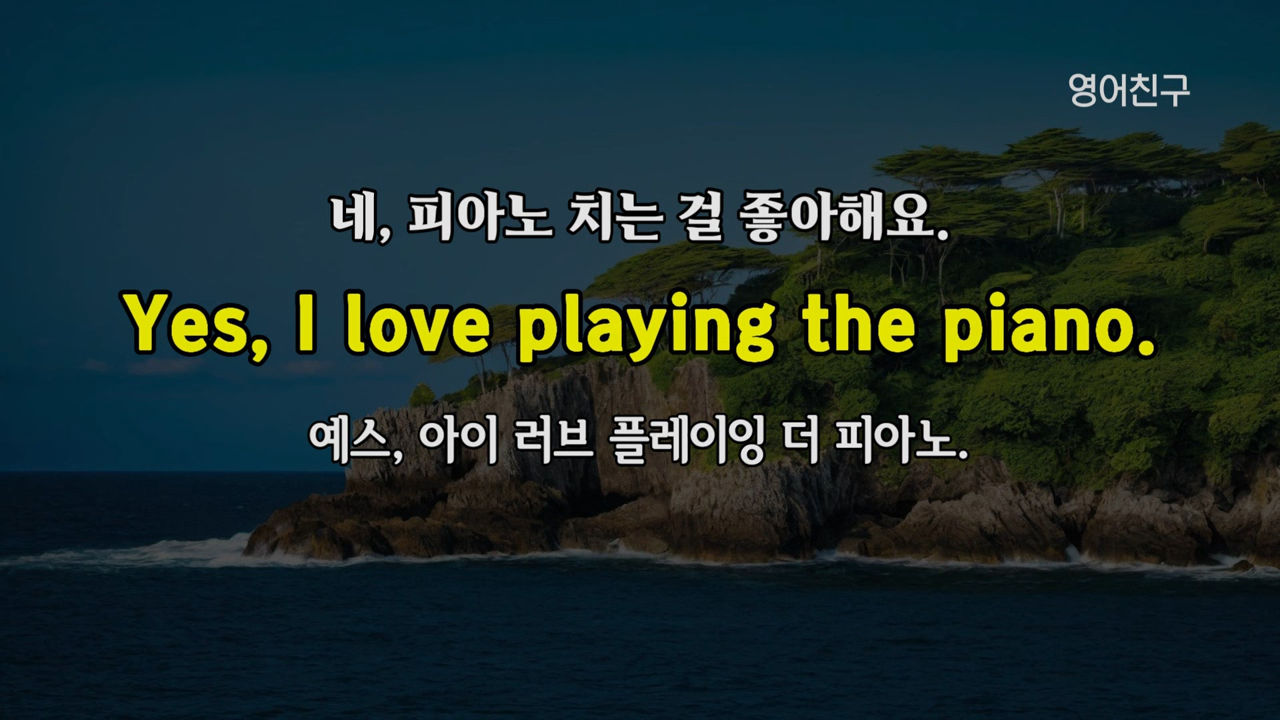 영어친구
네, 피아노 치는 걸 좋아해요.
Yes, I love playing the piano.
예스, 아이 러브 플레이잉 더 피아노.